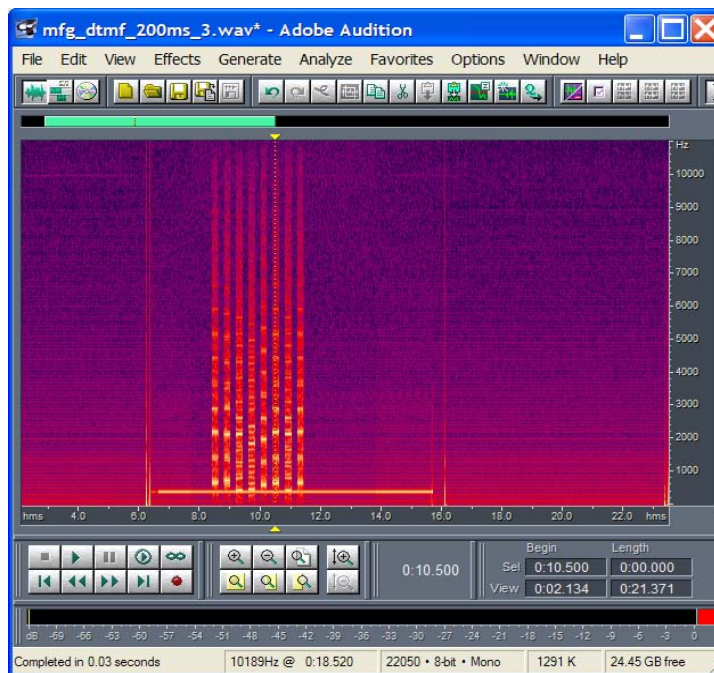 mfg_dtmf_200ms_3.wav* - Adobe Audition
File Edit View Effects Generate Analyze Favorites Options Window Help
Hz
10000
9000
8000
7000
6000
5000
4000
3000
2000
1000
hms 4.0 6.0 8.0 10.0 12.0 14.0 16.0 18.0 20.0 22.0 hms
Begin Length
0:10.500 Sel 0:10.500 0:00.000
View 0:02.134 0:21.371
dB -69 -66 -63 -60 -57 -54 -51 -48 -45 -42 -39 -36 -33 -30 -27 -24 -21 -18 -15 -12 -9 -6 -3 0
Completed in 0.03 seconds 10189Hz @ 0:18.520 22050 • 8-bit • Mono 1291 K 24.45 GB free